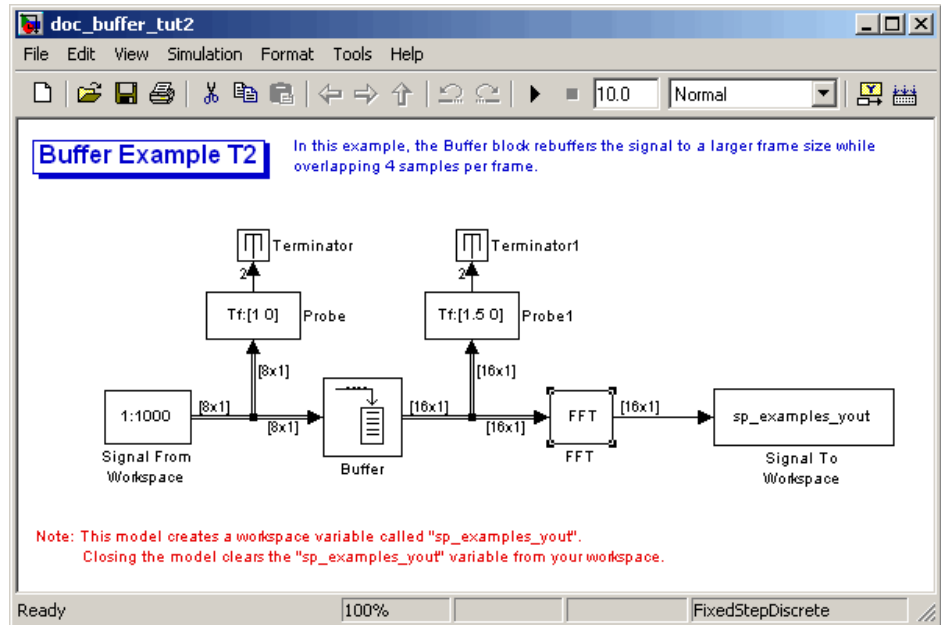 doc_buffer_tut2
File Edit View Simulation Format Tools Help
10.0 Normal
Buffer Example T2
In this example, the Buffer block rebuffers the signal to a larger frame size while
overlapping 4 samples per frame.
Terminator
Terminator1
2
2
Tf:[1 0]
Probe
Tf:[1.5 0]
Probe1
[8x1]
[16x1]
1:1000
[8x1]
[8x1]
[16x1]
[16x1]
FFT
[16x1]
sp_examples_yout
Signal From
Workspace
Buffer
FFT
Signal To
Workspace
Note: This model creates a workspace variable called "sp_examples_yout".
Closing the model clears the "sp_examples_yout" variable from your workspace.
Ready 100% FixedStepDiscrete